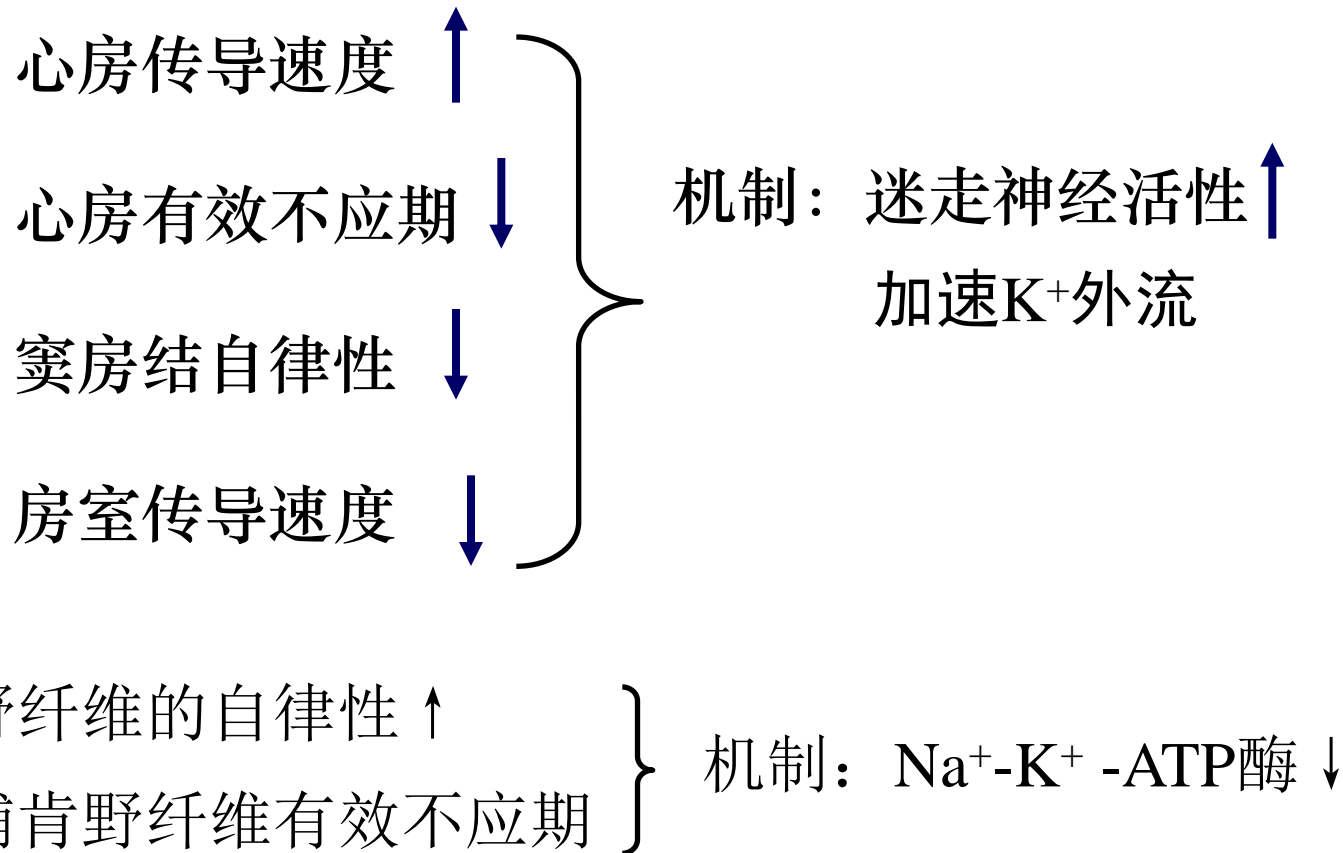 心房传导速度 ↑
心房有效不应期 ↓
窦房结自律性 ↓
房室传导速度 ↓
机制：迷走神经活性 ↑
加速K⁺外流
野纤维的自律性 ↑
浦肯野纤维有效不应期
机制：Na⁺-K⁺ -ATP酶 ↓